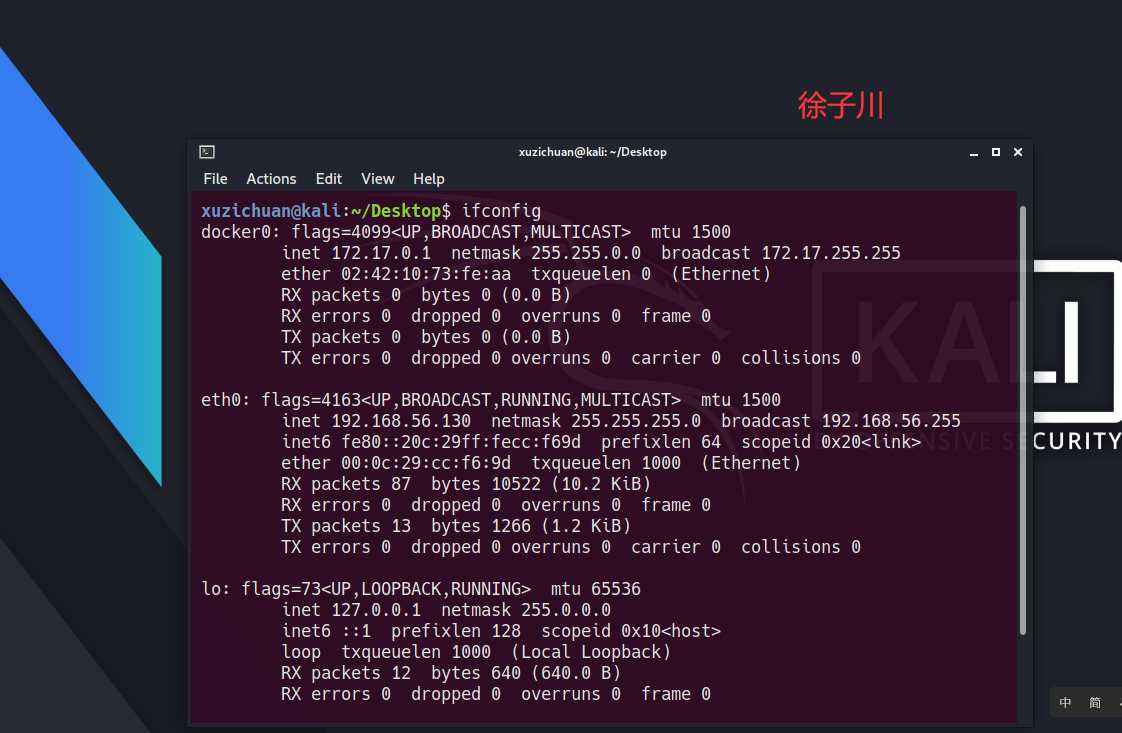 徐子川
xuzichuan@kali: ~/Desktop
File Actions Edit View Help
xuzichuan@kali:~/Desktop$ ifconfig
docker0: flags=4099<UP,BROADCAST,MULTICAST>  mtu 1500
        inet 172.17.0.1  netmask 255.255.0.0  broadcast 172.17.255.255
        ether 02:42:10:73:fe:aa  txqueuelen 0  (Ethernet)
        RX packets 0  bytes 0 (0.0 B)
        RX errors 0  dropped 0  overruns 0  frame 0
        TX packets 0  bytes 0 (0.0 B)
        TX errors 0  dropped 0 overruns 0  carrier 0  collisions 0
eth0: flags=4163<UP,BROADCAST,RUNNING,MULTICAST>  mtu 1500
        inet 192.168.56.130  netmask 255.255.255.0  broadcast 192.168.56.255
        inet6 fe80::20c:29ff:fecc:f69d  prefixlen 64  scopeid 0x20<link>
        ether 00:0c:29:cc:f6:9d  txqueuelen 1000  (Ethernet)
        RX packets 87  bytes 10522 (10.2 KiB)
        RX errors 0  dropped 0  overruns 0  frame 0
        TX packets 13  bytes 1266 (1.2 KiB)
        TX errors 0  dropped 0 overruns 0  carrier 0  collisions 0
lo: flags=73<UP,LOOPBACK,RUNNING>  mtu 65536
        inet 127.0.0.1  netmask 255.0.0.0
        inet6 ::1  prefixlen 128  scopeid 0x10<host>
        loop  txqueuelen 1000  (Local Loopback)
        RX packets 12  bytes 640 (640.0 B)
        RX errors 0  dropped 0  overruns 0  frame 0
KALI
SECURITY
中 简